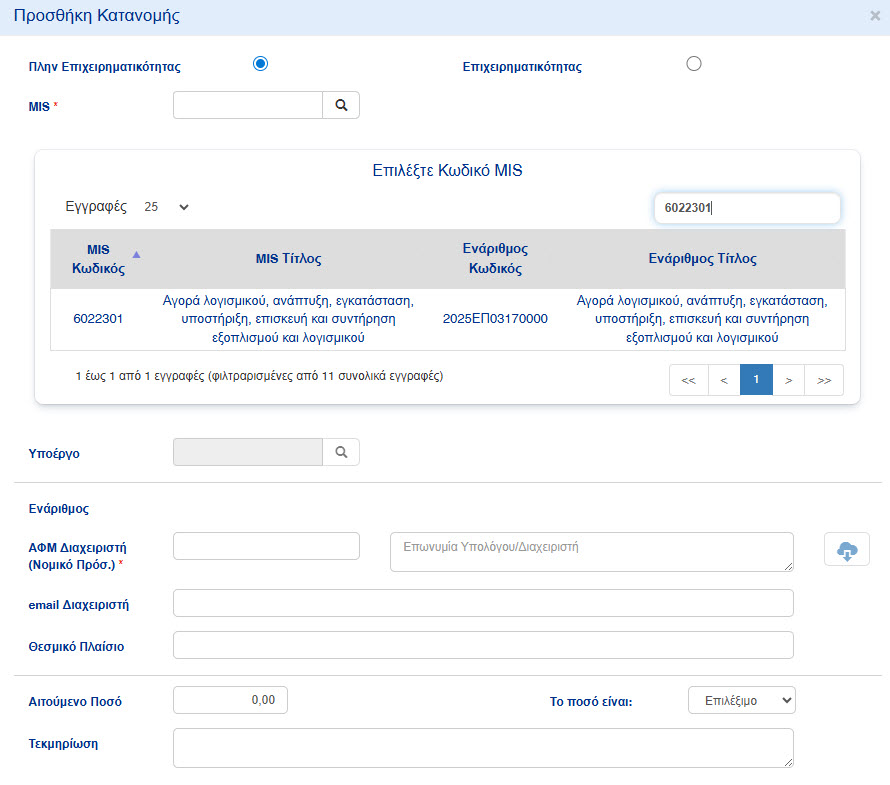 Προσθήκη Κατανομής ×
Πλην Επιχειρηματικότητας Επιχειρηματικότητας
MIS *
Επιλέξτε Κωδικό MIS
Εγγραφές 25 6022301
MIS Κωδικός MIS Τίτλος Ενάριθμος Κωδικός Ενάριθμος Τίτλος
6022301 Αγορά λογισμικού, ανάπτυξη, εγκατάσταση, υποστήριξη, επισκευή και συντήρηση εξοπλισμού και λογισμικού 2025ΕΠ03170000 Αγορά λογισμικού, ανάπτυξη, εγκατάσταση, υποστήριξη, επισκευή και συντήρηση εξοπλισμού και λογισμικού
1 έως 1 από 1 εγγραφές (φιλτραρισμένες από 11 συνολικά εγγραφές) << < 1 > >>
Υποέργο
Ενάριθμος
ΑΦΜ Διαχειριστή Επωνυμία Υπολόγου/Διαχειριστή
(Νομικό Πρόσ.) *
email Διαχειριστή
Θεσμικό Πλαίσιο
Αιτούμενο Ποσό 0,00 Το ποσό είναι: Επιλέξιμο
Τεκμηρίωση